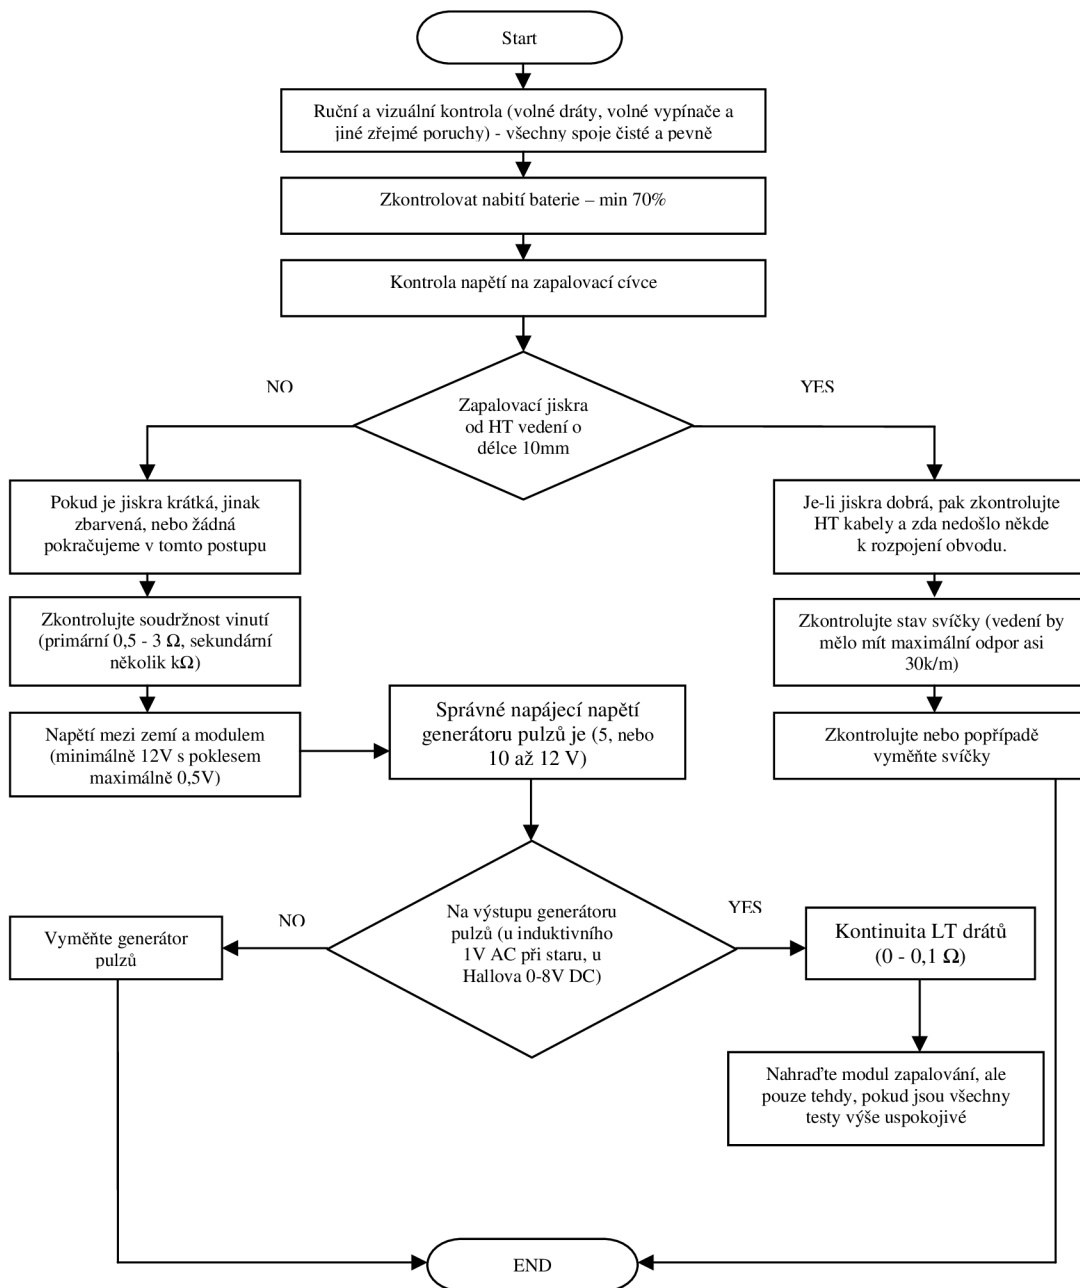 Start
Ruční a vizuální kontrola (volné dráty, volné vypínače a
jiné zřejmé poruchy) - všechny spoje čisté a pevně
Zkontrolovat nabití baterie – min 70%
Kontrola napětí na zapalovací cívce
NO
YES
Zapalovací jiskra
od HT vedení o
délce 10mm
Pokud je jiskra krátká, jinak
zbarvená, nebo žádná
pokračujeme v tomto postupu
Je-li jiskra dobrá, pak zkontrolujte
HT kabely a zda nedošlo někde
k rozpojení obvodu.
Zkontrolujte soudržnost vinutí
(primární 0,5 - 3 Ω, sekundární
několik kΩ)
Zkontrolujte stav svíčky (vedení by
mělo mít maximální odpor asi
30k/m)
Napětí mezi zemí a modulem
(minimálně 12V s poklesem
maximálně 0,5V)
Správné napájecí napětí
generátoru pulzů je (5, nebo
10 až 12 V)
Zkontrolujte nebo popřípadě
vyměňte svíčky
NO
YES
Na výstupu generátoru
pulzů (u induktivního
1V AC při staru, u
Hallova 0-8V DC)
Vyměňte generátor
pulzů
Kontinuita LT drátů
(0 - 0,1 Ω)
Nahraďte modul zapalování, ale
pouze tehdy, pokud jsou všechny
testy výše uspokojivé
END